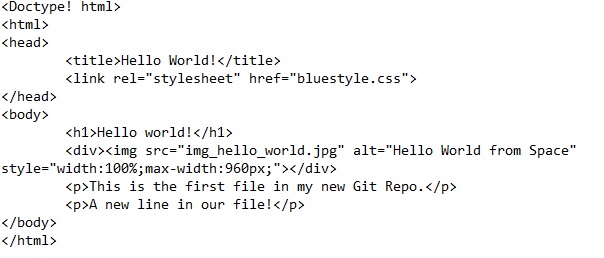 <Doctype! html>
<html>
<head>
        <title>Hello World!</title>
        <link rel="stylesheet" href="bluestyle.css">
</head>
<body>
        <h1>Hello world!</h1>
        <div><img src="img_hello_world.jpg" alt="Hello World from Space"
style="width:100%;max-width:960px;"></div>
        <p>This is the first file in my new Git Repo.</p>
        <p>A new line in our file!</p>
</body>
</html>